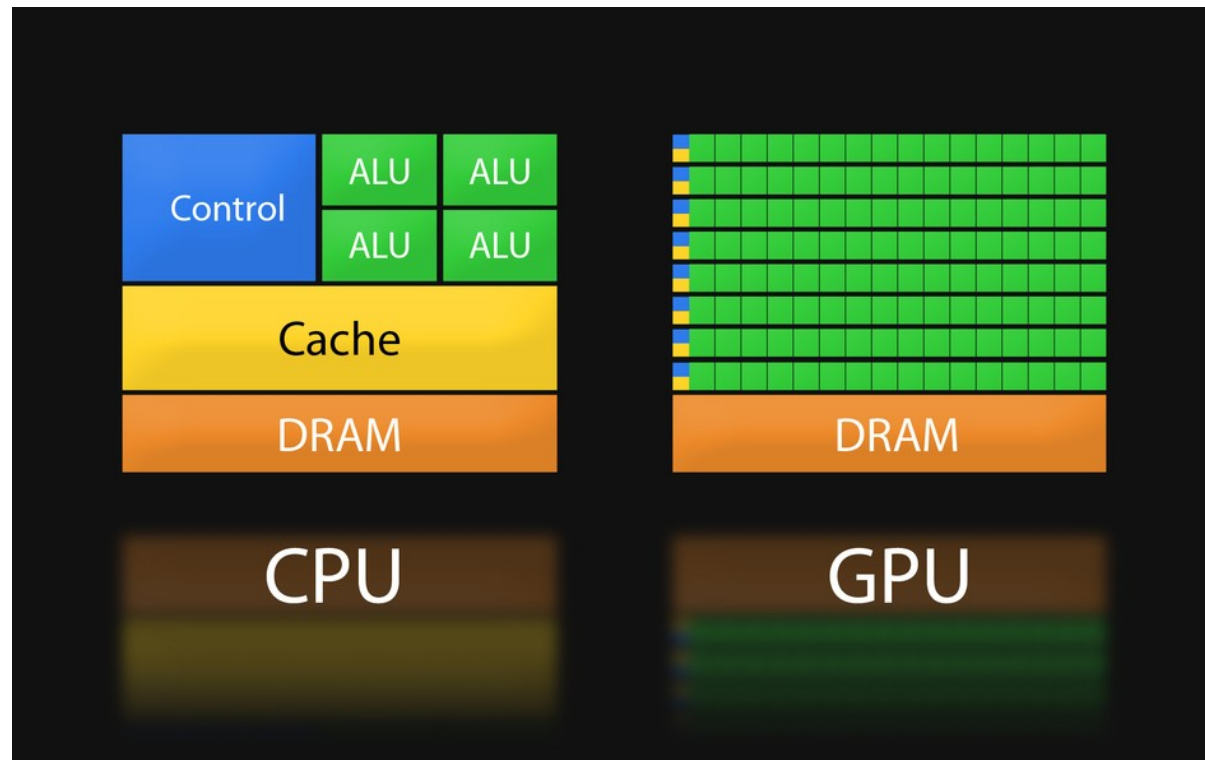 Control
ALU ALU
ALU ALU
Cache
DRAM
DRAM
CPU
GPU